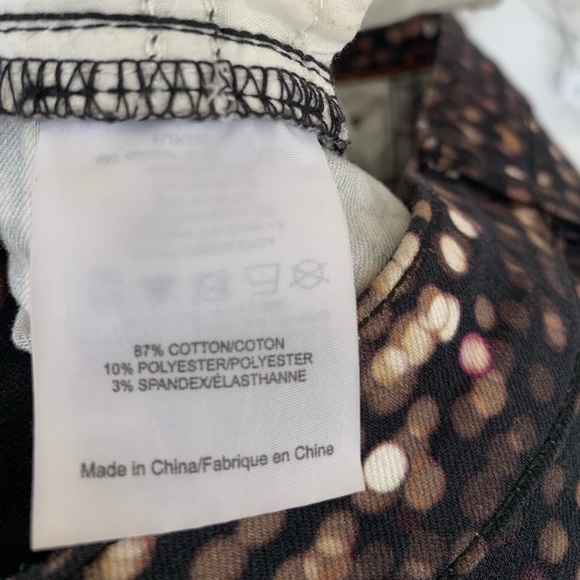 87% COTTON/COTON
10% POLYESTER/POLYESTER
3% SPANDEX/ÉLASTHANNE
Made in China/Fabrique en Chine